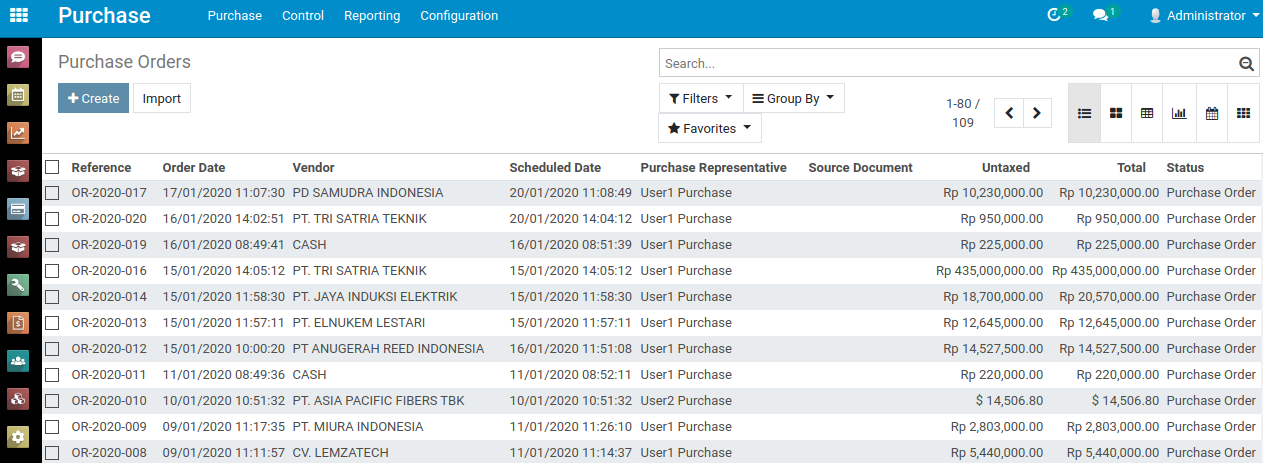 Purchase Purchase Control Reporting Configuration 2 1 Administrator
Purchase Orders Search...
Create Import Filters Group By 1-80 / 109
Favorites
Reference Order Date Vendor Scheduled Date Purchase Representative Source Document Untaxed Total Status
OR-2020-017 17/01/2020 11:07:30 PD SAMUDRA INDONESIA 20/01/2020 11:08:49 User1 Purchase Rp 10,230,000.00 Rp 10,230,000.00 Purchase Order
OR-2020-020 16/01/2020 14:02:51 PT. TRI SATRIA TEKNIK 20/01/2020 14:04:12 User1 Purchase Rp 950,000.00 Rp 950,000.00 Purchase Order
OR-2020-019 16/01/2020 08:49:41 CASH 16/01/2020 08:51:39 User1 Purchase Rp 225,000.00 Rp 225,000.00 Purchase Order
OR-2020-016 15/01/2020 14:05:12 PT. TRI SATRIA TEKNIK 15/01/2020 14:05:12 User1 Purchase Rp 435,000,000.00 Rp 435,000,000.00 Purchase Order
OR-2020-014 15/01/2020 11:58:30 PT. JAYA INDUKSI ELEKTRIK 15/01/2020 11:58:30 User1 Purchase Rp 18,700,000.00 Rp 20,570,000.00 Purchase Order
OR-2020-013 15/01/2020 11:57:11 PT. ELNUKEM LESTARI 15/01/2020 11:57:11 User1 Purchase Rp 12,645,000.00 Rp 12,645,000.00 Purchase Order
OR-2020-012 15/01/2020 10:00:20 PT ANUGERAH REED INDONESIA 16/01/2020 11:51:08 User1 Purchase Rp 14,527,500.00 Rp 14,527,500.00 Purchase Order
OR-2020-011 11/01/2020 08:49:36 CASH 11/01/2020 08:52:11 User1 Purchase Rp 220,000.00 Rp 220,000.00 Purchase Order
OR-2020-010 10/01/2020 10:51:32 PT. ASIA PACIFIC FIBERS TBK 10/01/2020 10:51:32 User2 Purchase $ 14,506.80 $ 14,506.80 Purchase Order
OR-2020-009 09/01/2020 11:17:35 PT. MIURA INDONESIA 09/01/2020 11:26:10 User1 Purchase Rp 2,803,000.00 Rp 2,803,000.00 Purchase Order
OR-2020-008 09/01/2020 11:11:57 CV. LEMZATECH 09/01/2020 11:14:37 User1 Purchase Rp 5,440,000.00 Rp 5,440,000.00 Purchase Order